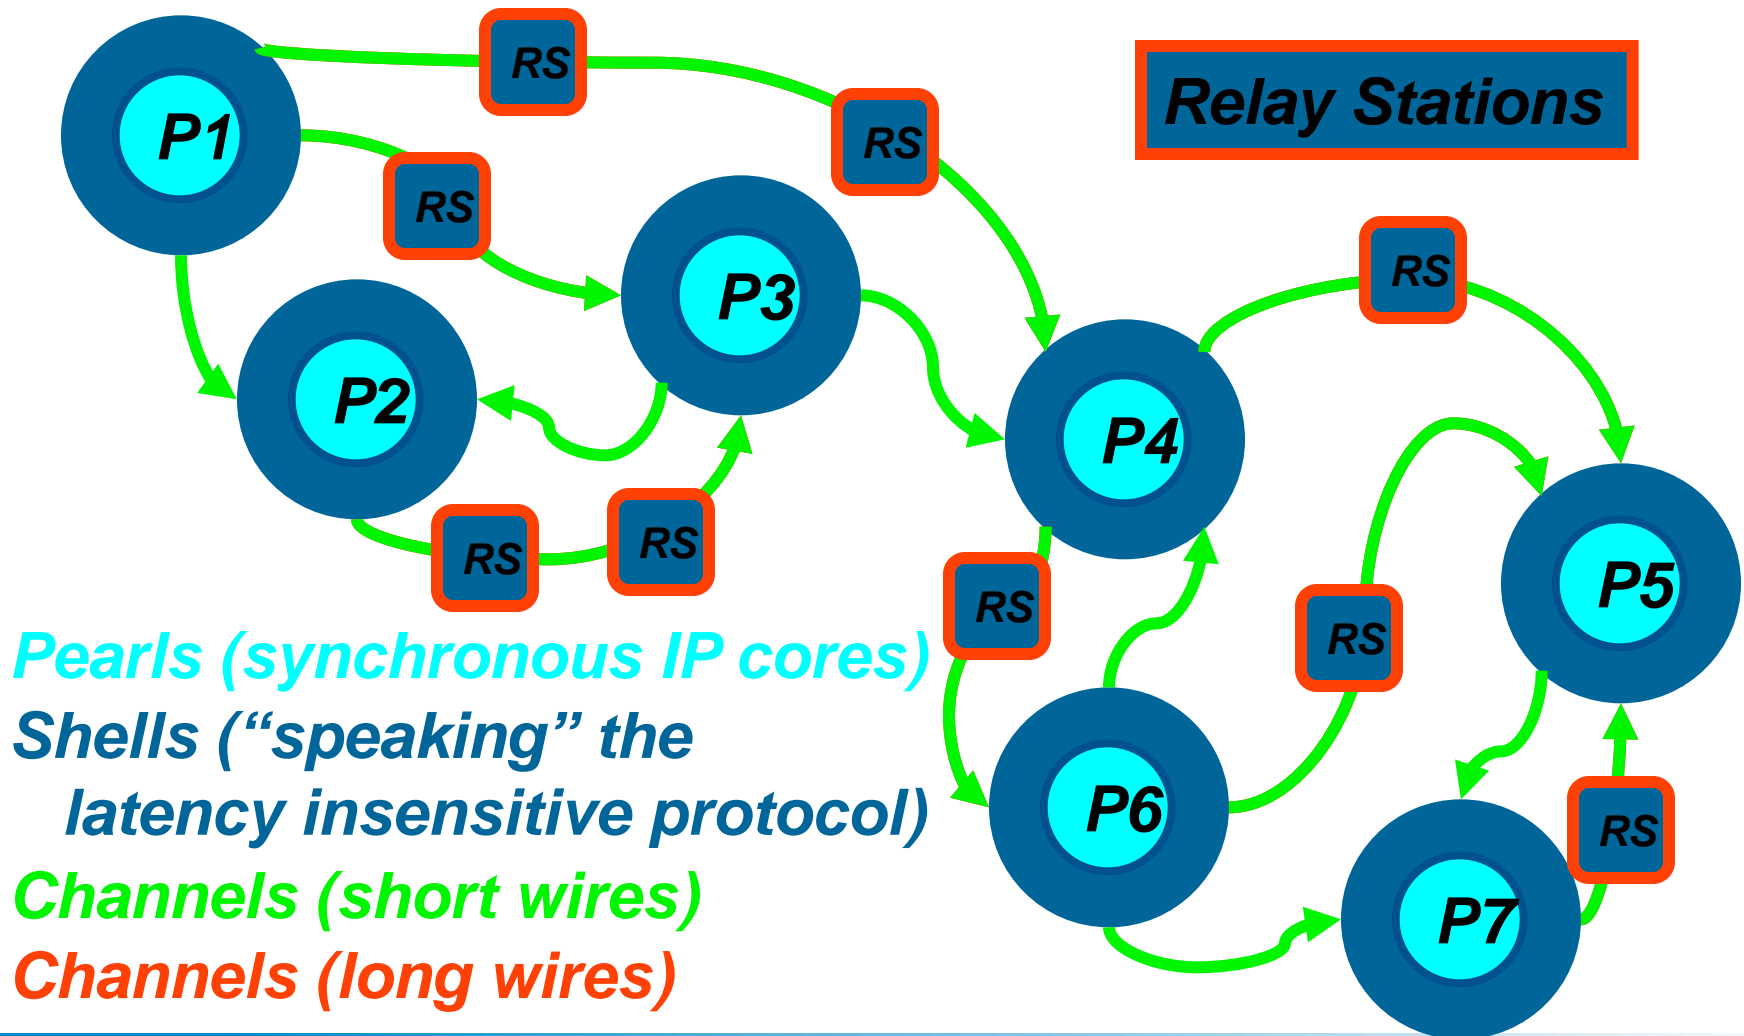 RS
Relay Stations
P1
RS
RS
RS
P3
P2
P4
RS
RS
P5
RS
RS
Pearls (synchronous IP cores)
Shells (“speaking” the
latency insensitive protocol)
P6
RS
Channels (short wires)
P7
Channels (long wires)